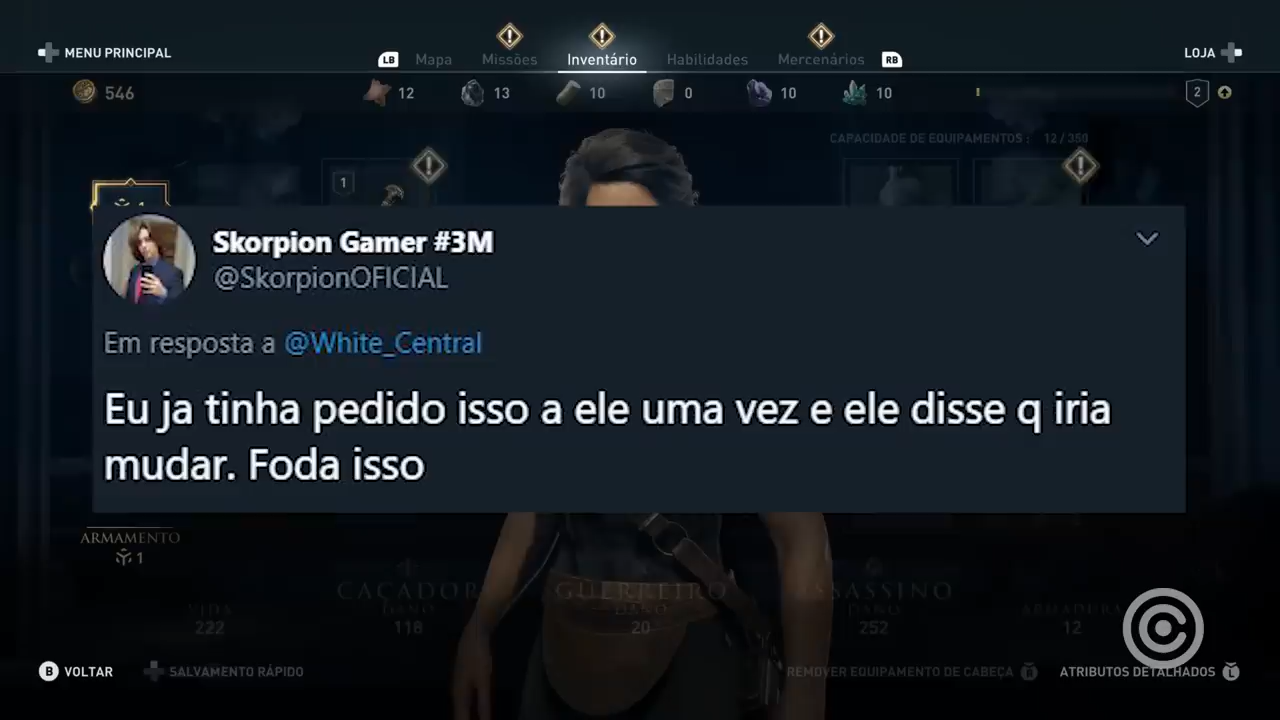 MENU PRINCIPAL
LB Mapa Missões Inventário Habilidades Mercenários RB
LOJA
546
12 13 10 0 10 10
2
CAPACIDADE DE EQUIPAMENTOS : 12 / 350
1
Skorpion Gamer #3M
@SkorpionOFICIAL
Em resposta a @White_Central
Eu ja tinha pedido isso a ele uma vez e ele disse q iria
mudar. Foda isso
ARMAMENTO
1
CAÇADOR GUERREIRO ASSASSINO
VIDA DANO DANO DANO ARMADURA
222 118 20 252 12
B VOLTAR SALVAMENTO RÁPIDO REMOVER EQUIPAMENTO DE CABEÇA R ATRIBUTOS DETALHADOS L